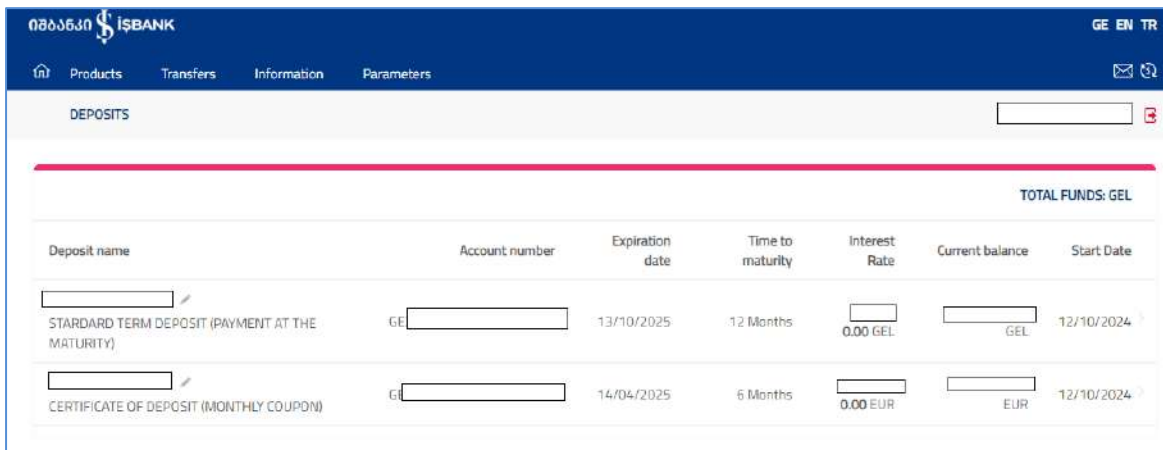 იშბანკი İŞBANK
GE EN TR
Products Transfers Information Parameters
DEPOSITS
TOTAL FUNDS: GEL
Deposit name Account number Expiration date Time to maturity Interest Rate Current balance Start Date
STARDARD TERM DEPOSIT (PAYMENT AT THE
MATURITY)
GE 13/10/2025 12 Months 0.00 GEL GEL 12/10/2024
CERTIFICATE OF DEPOSIT (MONTHLY COUPON)
GE 14/04/2025 6 Months 0.00 EUR EUR 12/10/2024